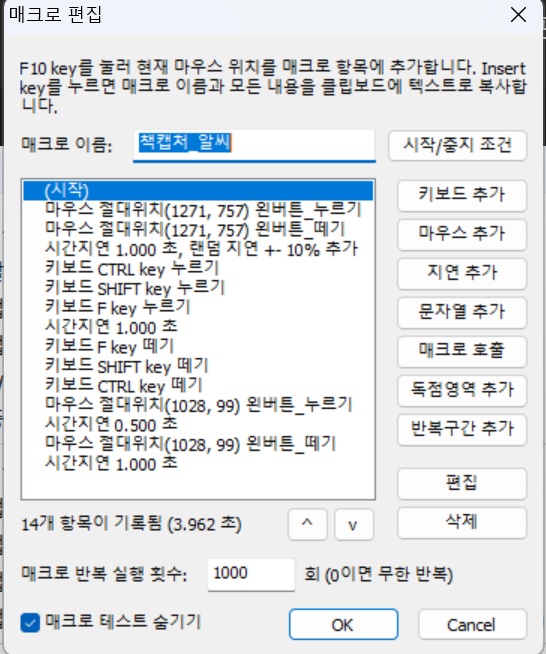 매크로 편집
F10 key를 눌러 현재 마우스 위치를 매크로 항목에 추가합니다. Insert
key를 누르면 매크로 이름과 모든 내용을 클립보드에 텍스트로 복사합
니다.
매크로 이름:
책캡처_알씨
시작/중지 조건
(시작)
마우스 절대위치(1271, 757) 왼버튼_누르기
마우스 절대위치(1271, 757) 왼버튼_떼기
시간지연 1.000 초, 랜덤 지연 +- 10% 추가
키보드 CTRL key 누르기
키보드 SHIFT key 누르기
키보드 F key 누르기
시간지연 1.000 초
키보드 F key 떼기
키보드 SHIFT key 떼기
키보드 CTRL key 떼기
마우스 절대위치(1028, 99) 왼버튼_누르기
시간지연 0.500 초
마우스 절대위치(1028, 99) 왼버튼_떼기
시간지연 1.000 초
키보드 추가
마우스 추가
지연 추가
문자열 추가
매크로 호출
독점영역 추가
반복구간 추가
편집
삭제
14개 항목이 기록됨 (3.962 초)
^
v
매크로 반복 실행 횟수:
1000
회 (0이면 무한 반복)
매크로 테스트 숨기기
OK
Cancel